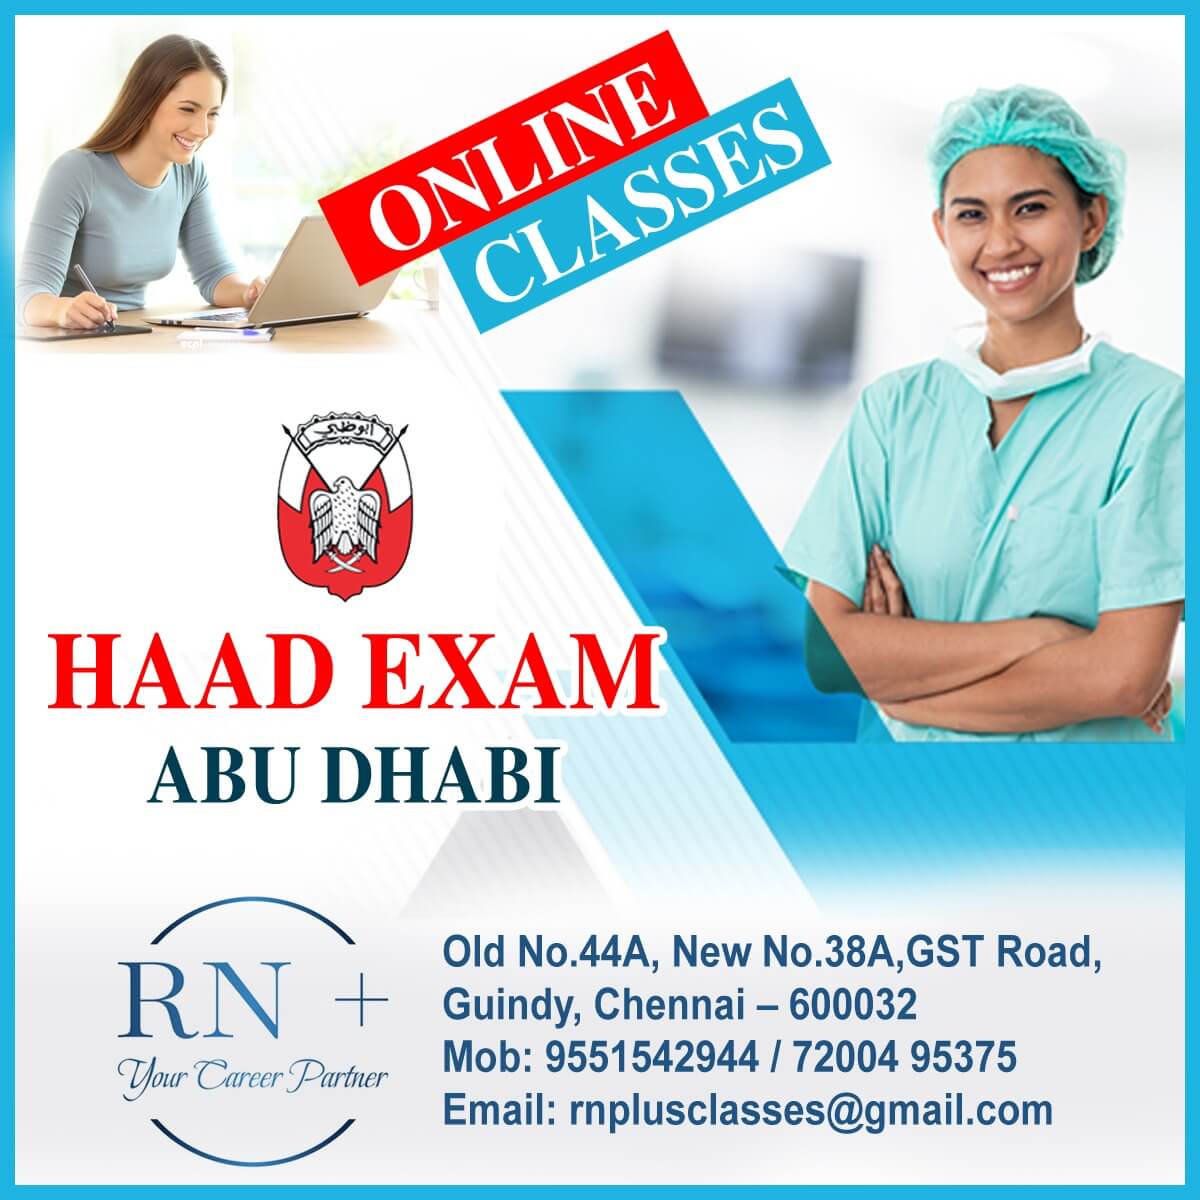 ONLINE
CLASSES
ابوظبي
HAAD EXAM
ABU DHABI
RN +
Your Career Partner
Old No.44A, New No.38A,GST Road,
Guindy, Chennai – 600032
Mob: 9551542944 / 72004 95375
Email: rnplusclasses@gmail.com